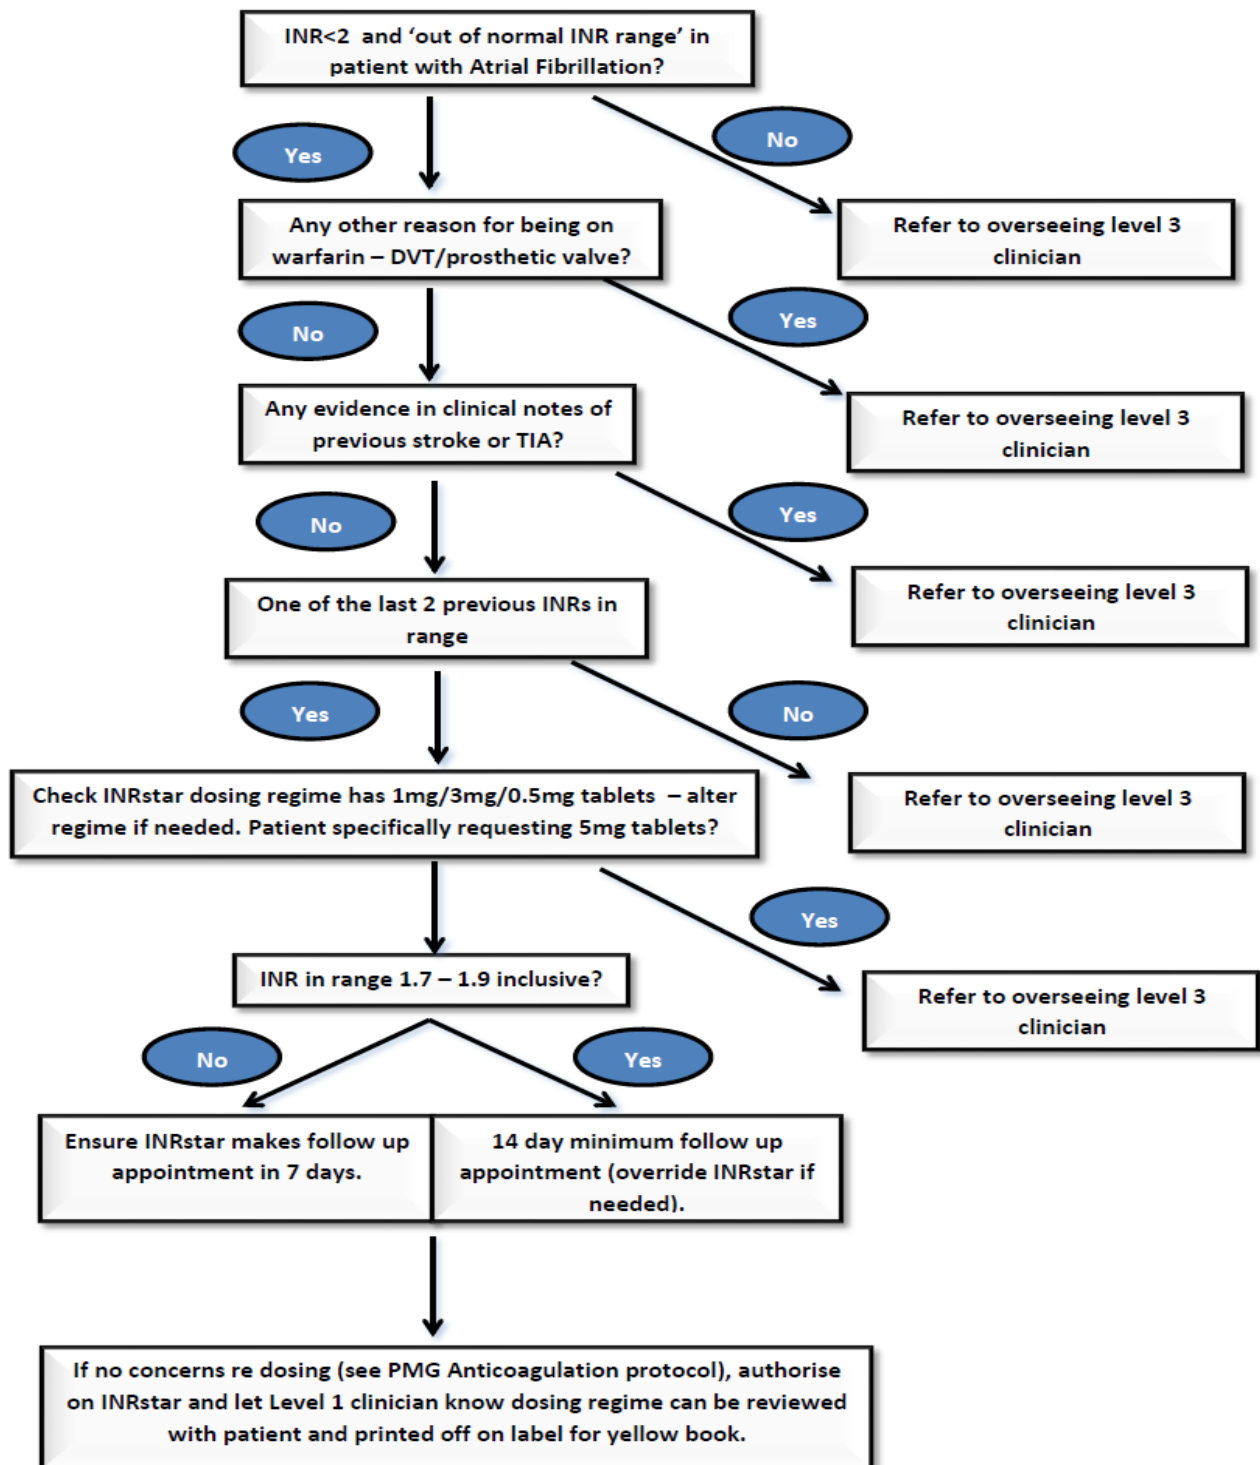 INR<2  and ‘out of normal INR range’ in
patient with Atrial Fibrillation?
Yes
No
Any other reason for being on
warfarin – DVT/prosthetic valve?
Refer to overseeing level 3
clinician
No
Yes
Any evidence in clinical notes of
previous stroke or TIA?
Refer to overseeing level 3
clinician
No
Yes
One of the last 2 previous INRs in
range
Refer to overseeing level 3
clinician
Yes
No
Check INRstar dosing regime has 1mg/3mg/0.5mg tablets  – alter
regime if needed. Patient specifically requesting 5mg tablets?
Refer to overseeing level 3
clinician
Yes
INR in range 1.7 – 1.9 inclusive?
Refer to overseeing level 3
clinician
No
Yes
Ensure INRstar makes follow up
appointment in 7 days.
14 day minimum follow up
appointment (override INRstar if
needed).
If no concerns re dosing (see PMG Anticoagulation protocol), authorise
on INRstar and let Level 1 clinician know dosing regime can be reviewed
with patient and printed off on label for yellow book.